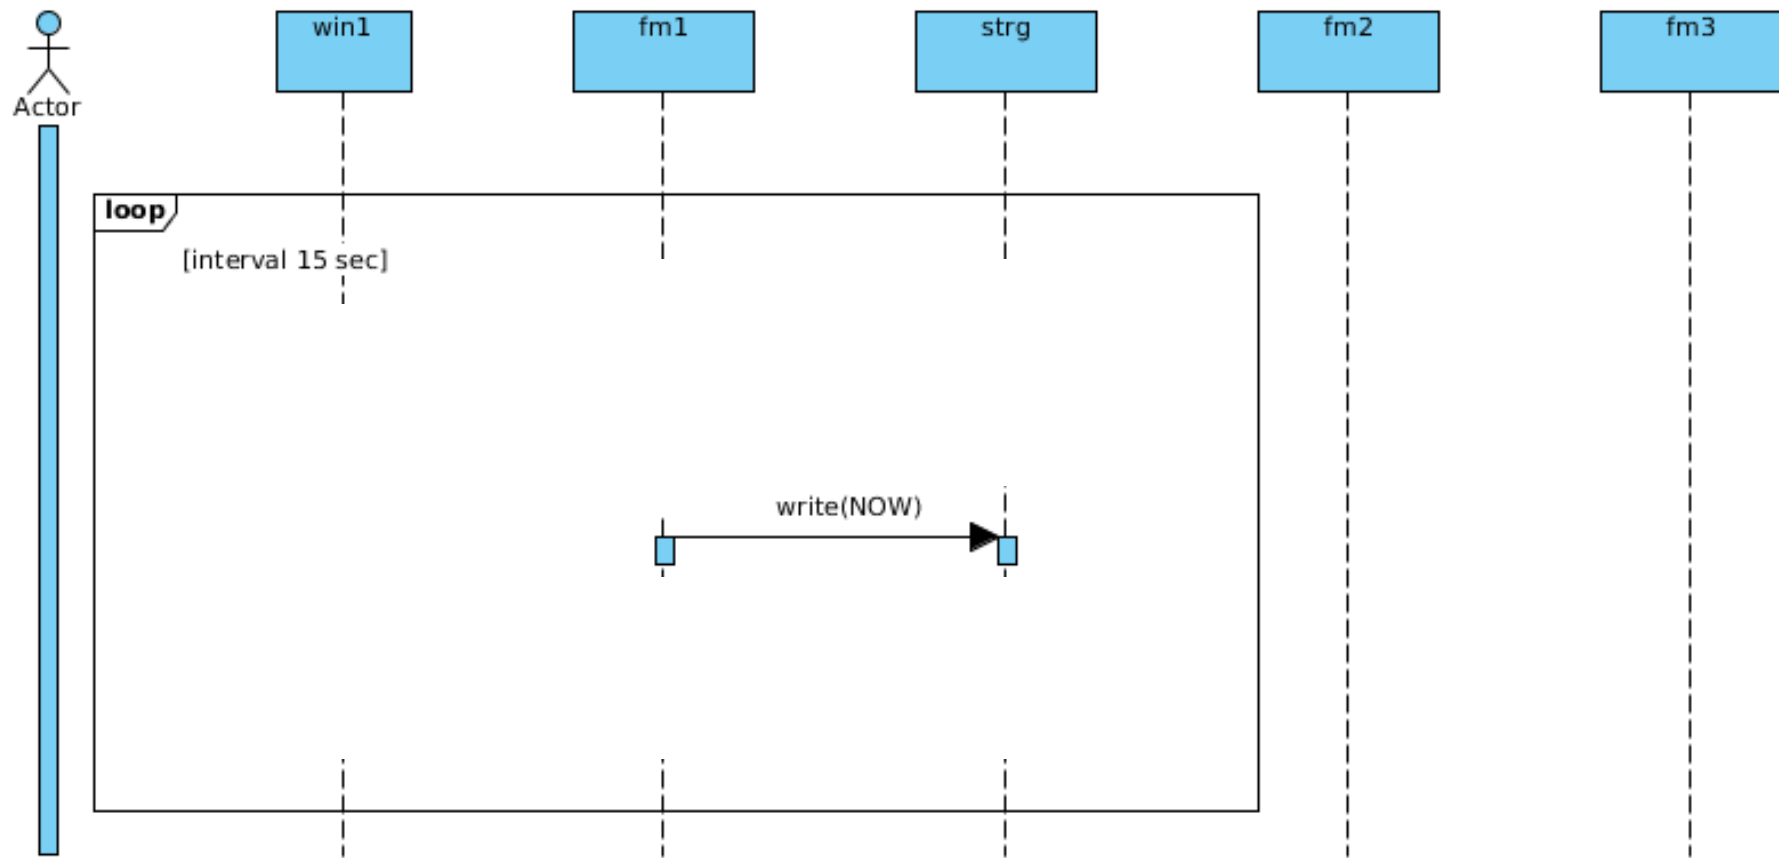 win1
fm1
strg
fm2
fm3
Actor
loop
[interval 15 sec]
write(NOW)